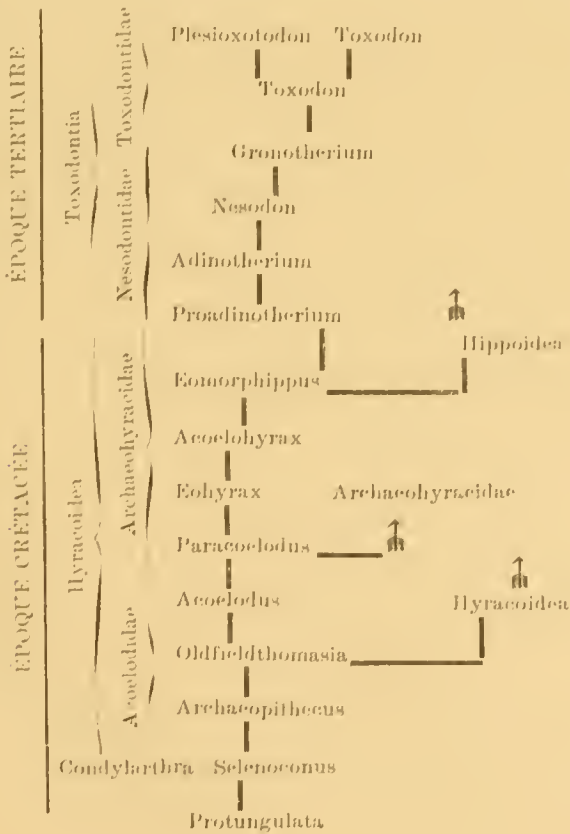 Plesioxotodon Toxodon
Toxodon
Gronotherium
Nesodon
Adinotherium
Proadinotherium
Hippoidea
Eomorphippus
Acoelohyrax
Eohyrax Archaeohyracidae
Paracoelodus
Acoelodus Hyracoidea
Oldfieldthomasia
Archaeopithecus
Condylarthra Selenoconus
Protungulata
ÉPOQUE TERTIAIRE
Toxodontia
Toxodontidae
Nesodontidae
ÉPOQUE CRÉTACÉE
Hyracoidea
Archaeohyracidae
Acoelodidae